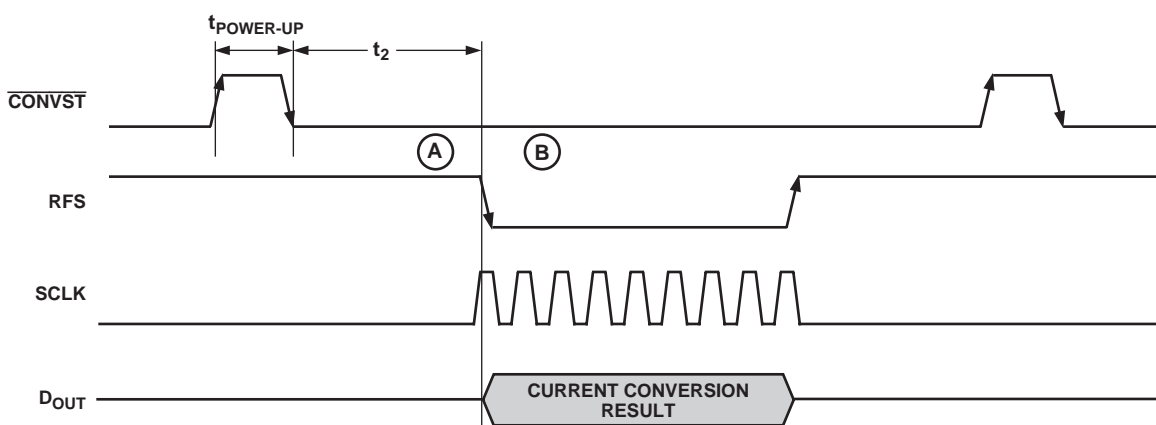 tPOWER-UP
t2
CONVST
A
B
RFS
SCLK
DOUT
CURRENT CONVERSION
RESULT